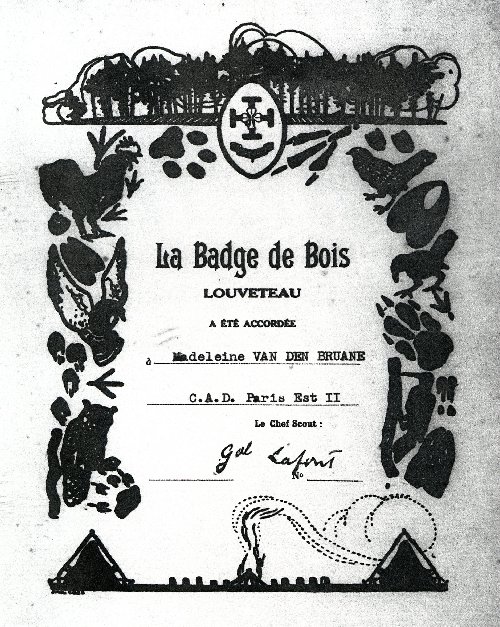 La Badge de Bois
LOUVETEAU
A ÉTÉ ACCORDÉE
à Madeleine VAN DEN BRUANE
C.A.D. Paris Est II
Le Chef Scout :
Gal Lafont
No